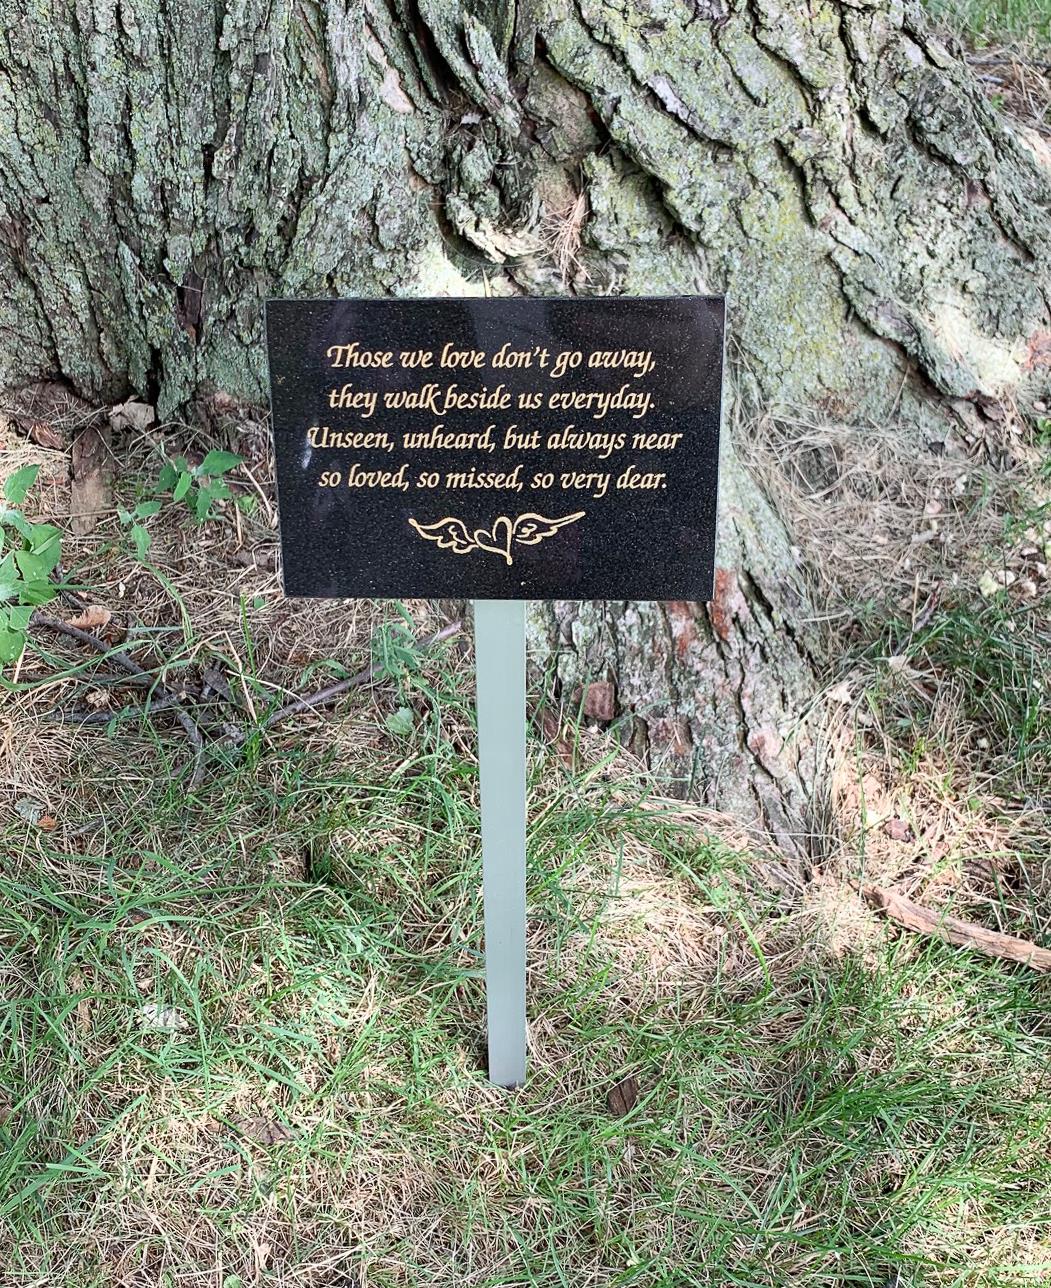 Those we love don't go away,
they walk beside us everyday.
Unseen, unheard, but always near
so loved, so missed, so very dear.